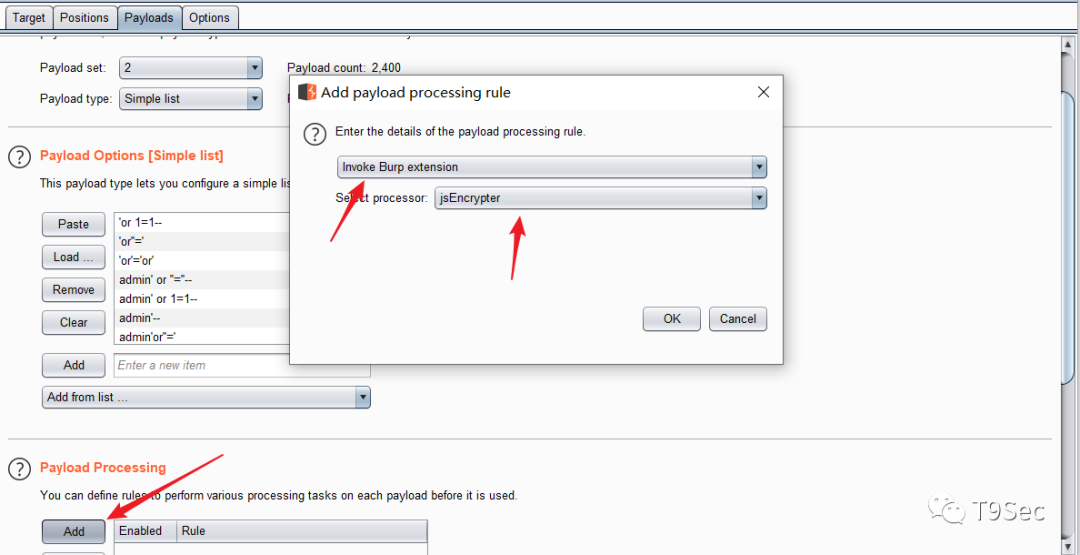 Target Positions Payloads Options
Payload set: 2 Payload count: 2,400
Payload type: Simple list
Add payload processing rule
Enter the details of the payload processing rule.
Invoke Burp extension
Select processor: jsEncrypter
OK Cancel
Payload Options [Simple list]
This payload type lets you configure a simple lis
Paste
Load ...
Remove
Clear
'or 1=1--
'or''='
'or'='or'
admin' or ''=''--
admin' or 1=1--
admin'--
admin'or''='
Add Enter a new item
Add from list ...
Payload Processing
You can define rules to perform various processing tasks on each payload before it is used.
Add Enabled Rule
T9Sec